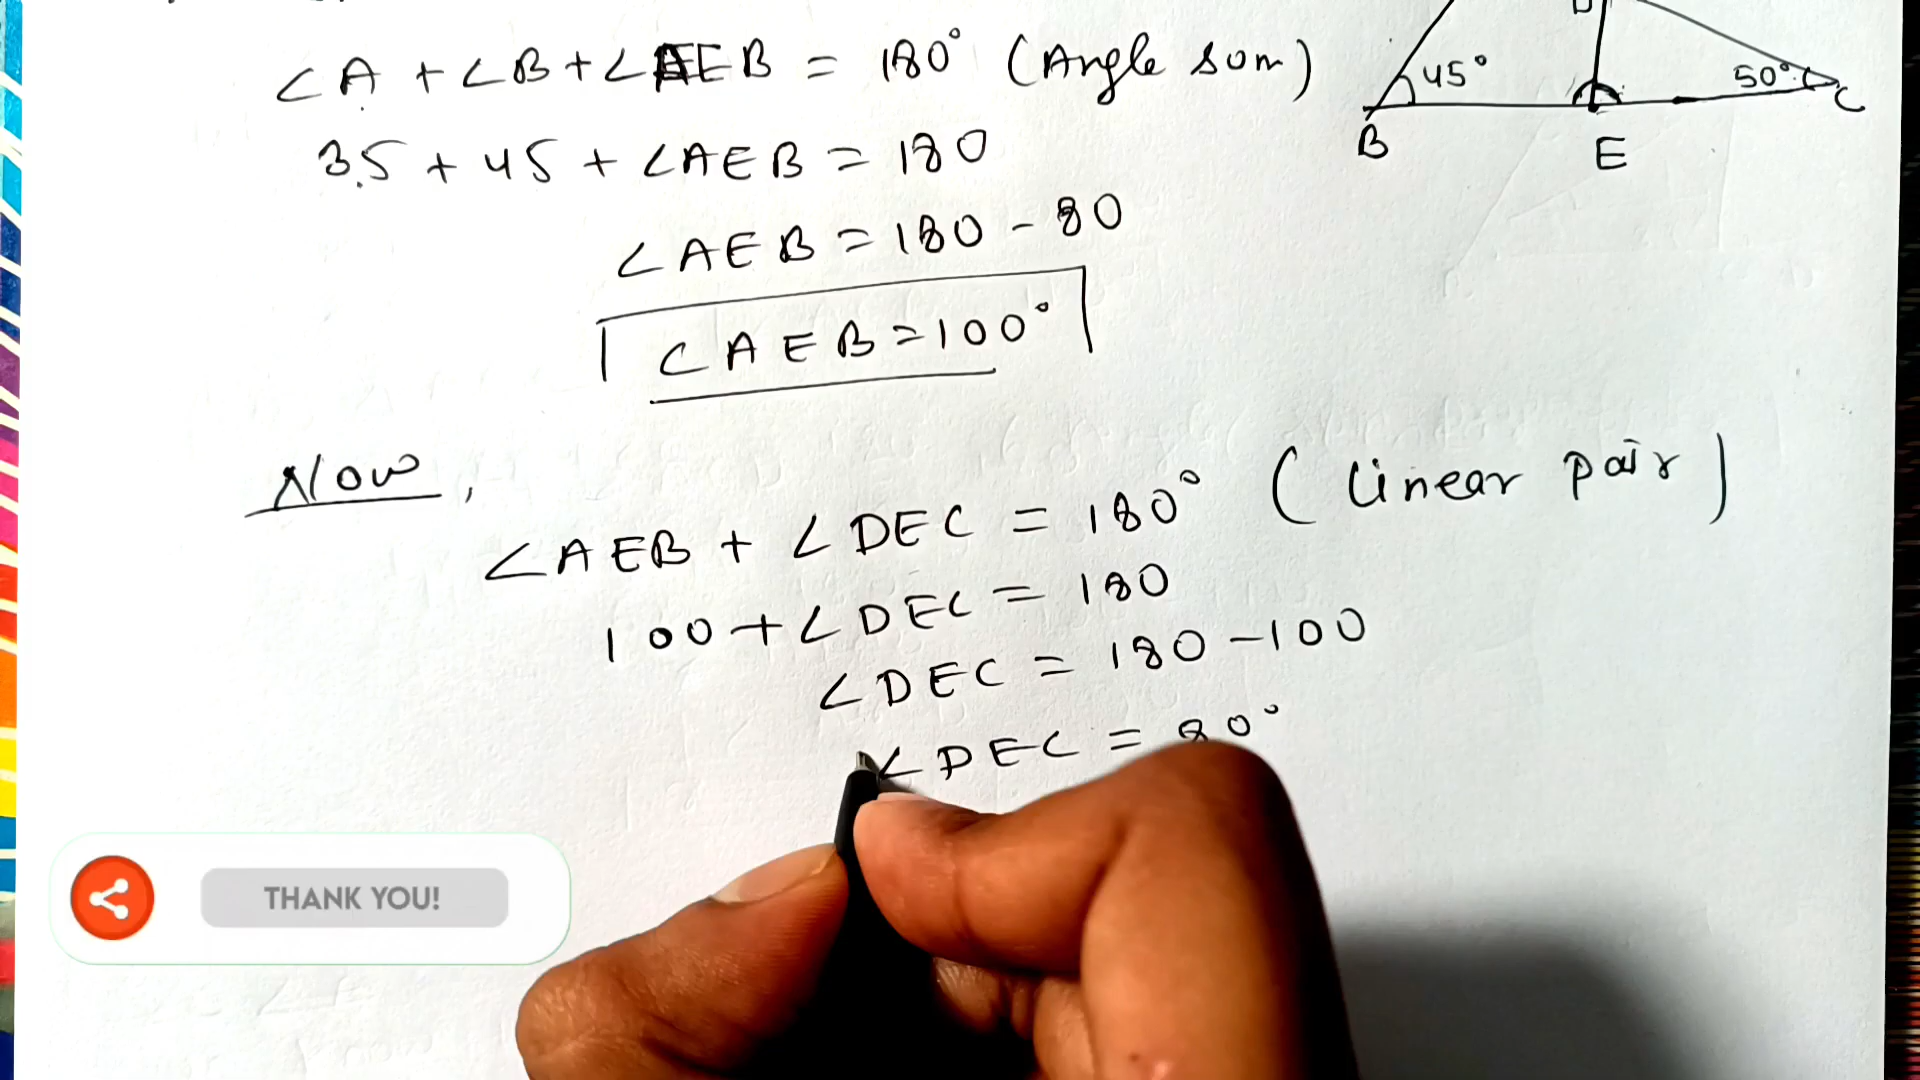 ∠A + ∠B + ∠AEB = 180° (Angle sum)
35 + 45 + ∠AEB = 180
∠AEB = 180 - 80
∠AEB = 100°
45°
50°
B
E
C
Now,
∠AEB + ∠DEC = 180° (linear pair)
100 + ∠DEC = 180
∠DEC = 180 - 100
∠DEC = 80°
THANK YOU!